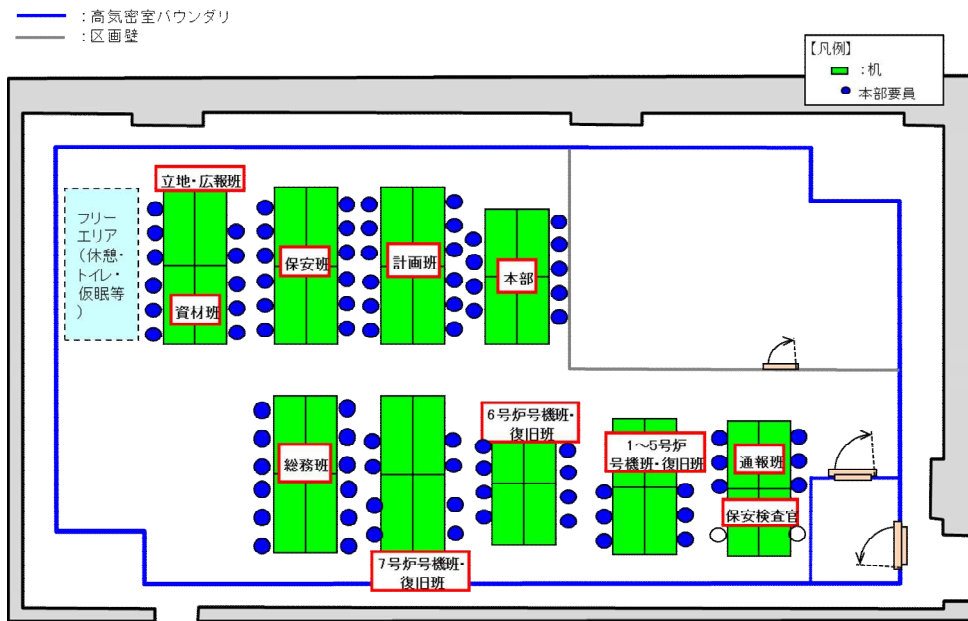 ：高気密室バウンダリ
：区画壁
【凡例】
：机
本部要員
立地・広報班
フリー
エリア
（休憩・
トイレ・
仮眠等
）
資材班
保安班
計画班
本部
総務班
7号炉号機班・
復旧班
6号炉号機班・
復旧班
1～5号炉
号機班・復旧班
通報班
保安検査官